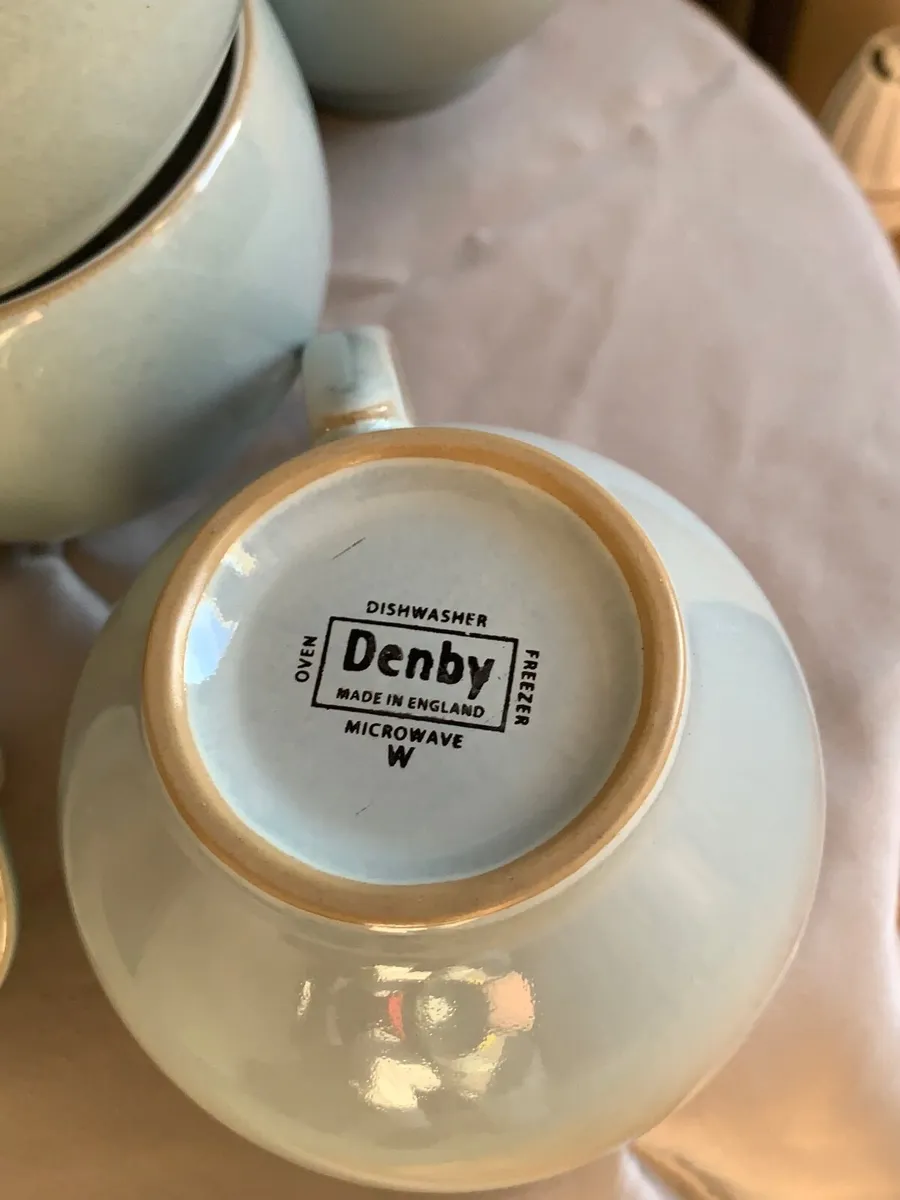 DISHWASHER
OVEN
Denby
MADE IN ENGLAND
FREEZER
MICROWAVE
W